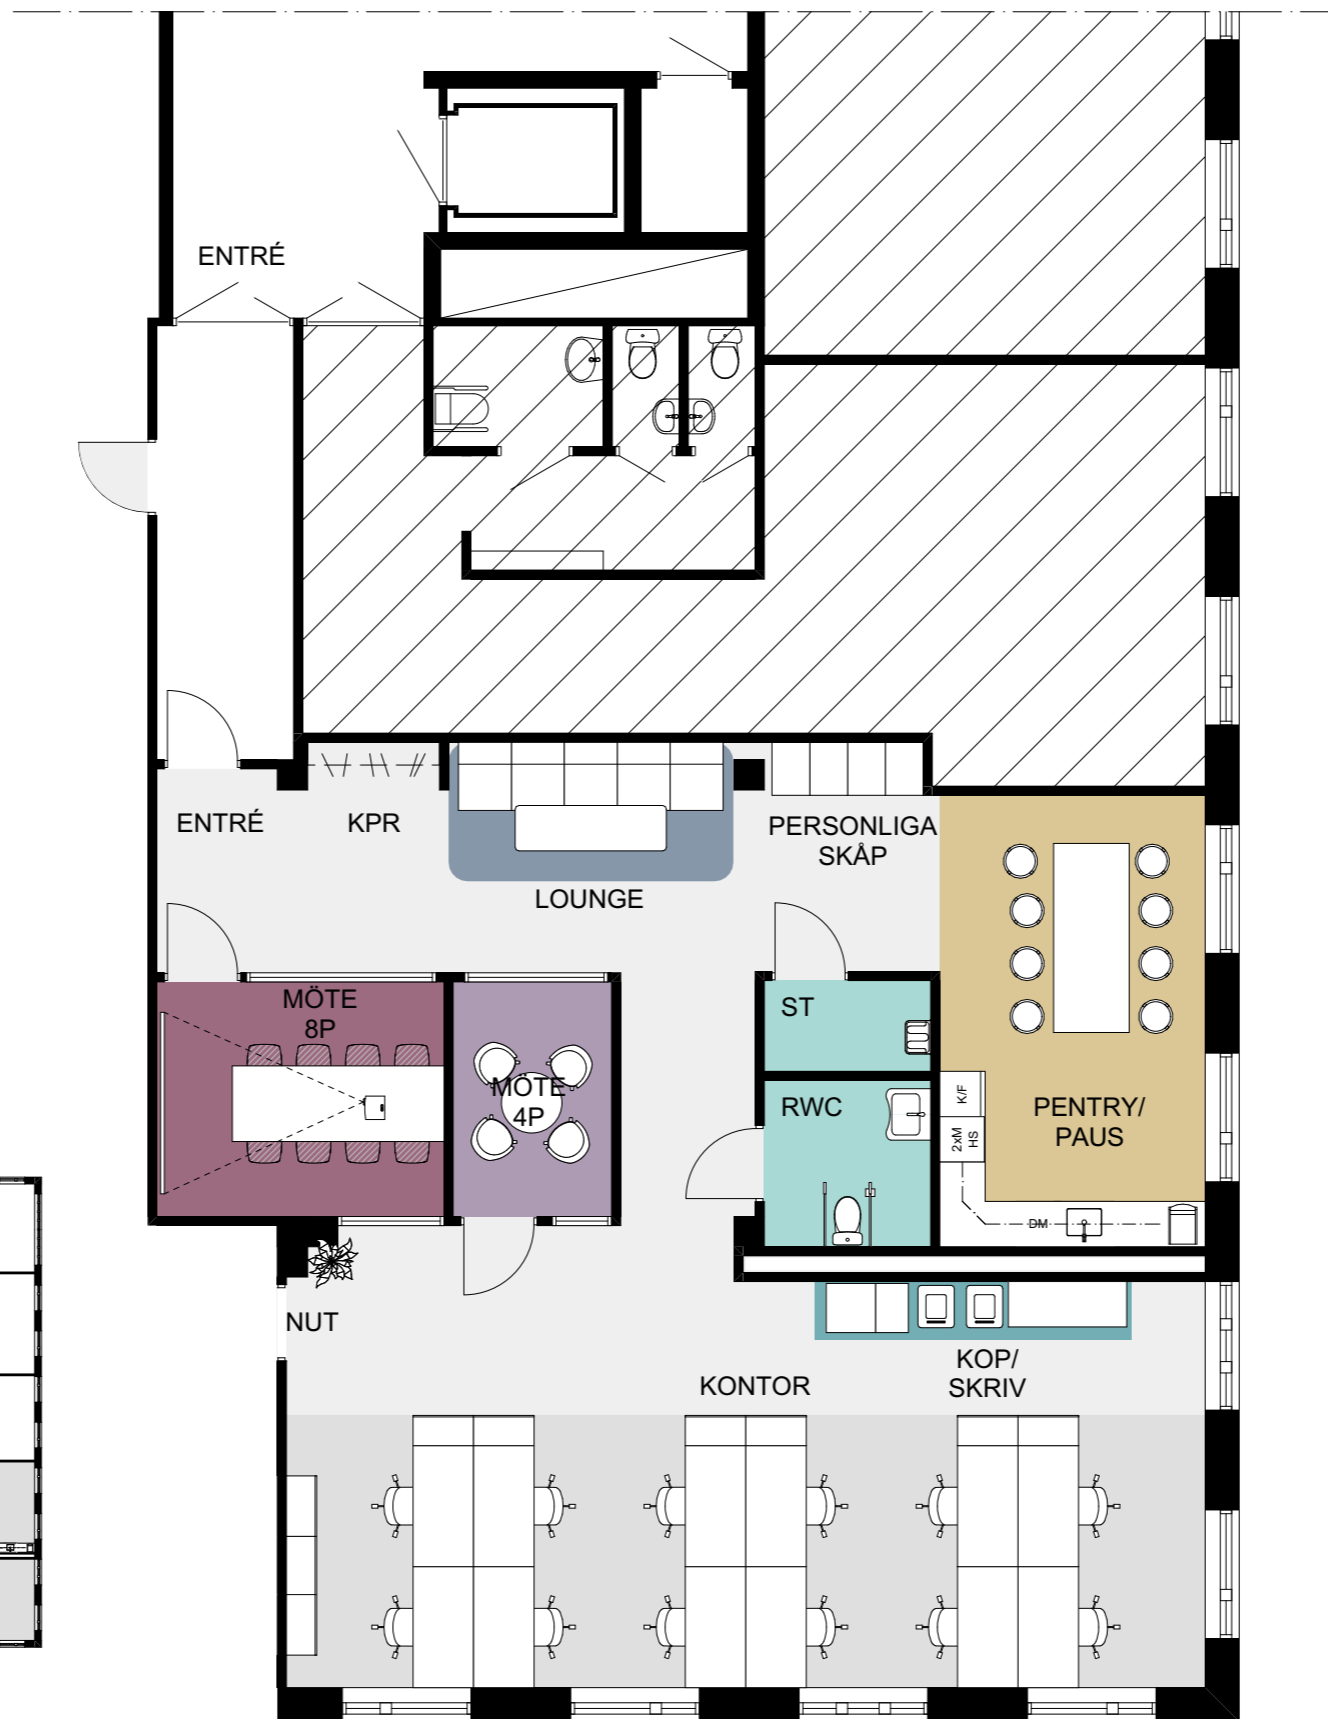 ENTRÉ
ENTRÉ
KPR
LOUNGE
PERSONLIGA
SKÅP
MÖTE
8P
MÖTE
4P
ST
RWC
K/F
2xM
HS
PENTRY/
PAUS
DM
NUT
KOP/
SKRIV
KONTOR